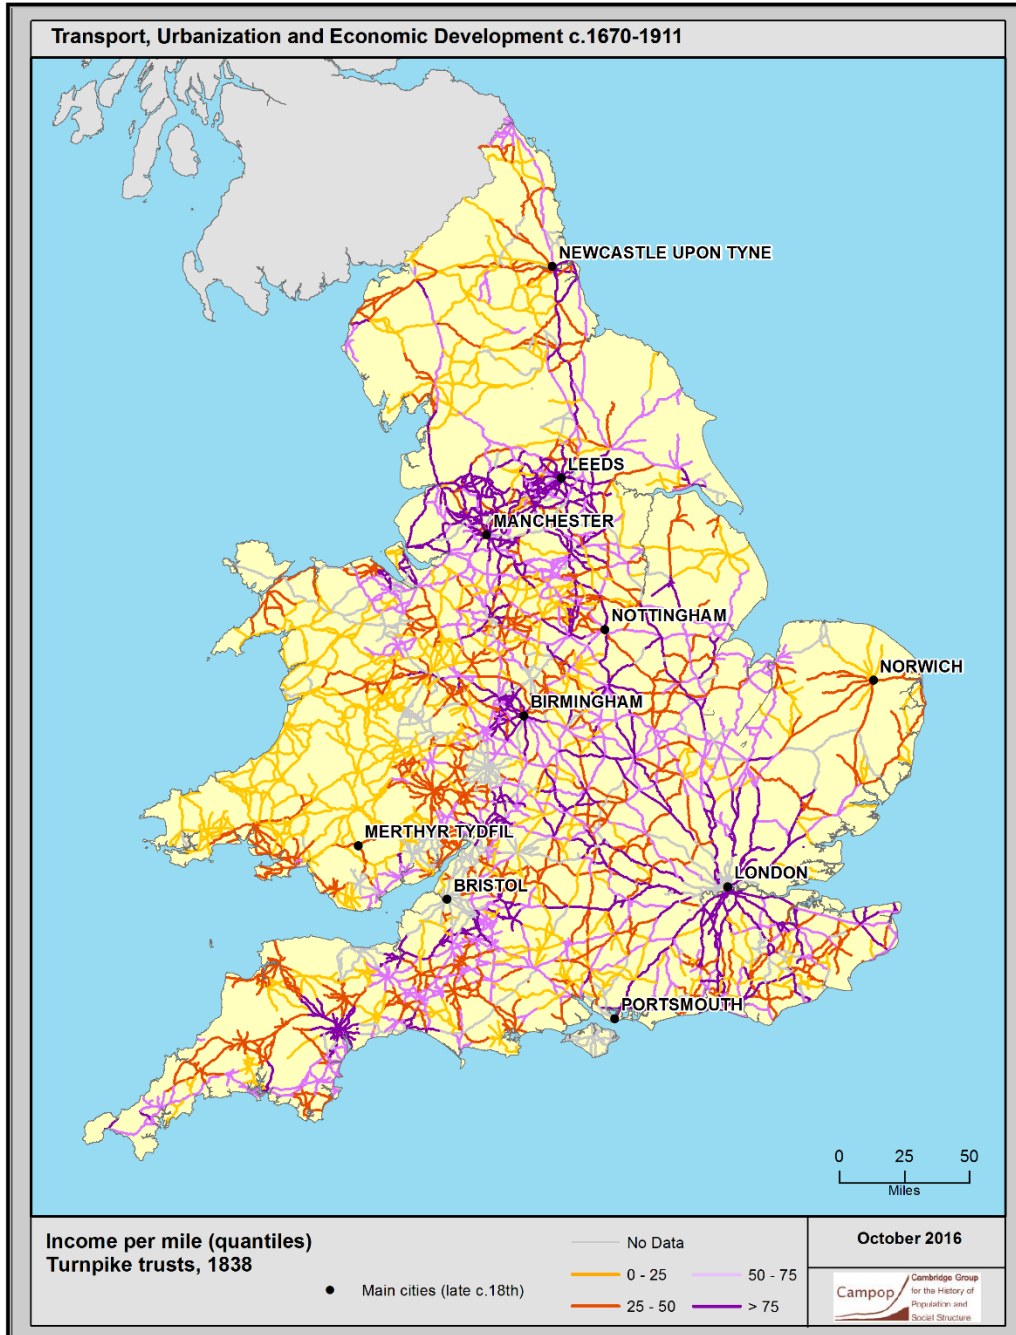 Transport, Urbanization and Economic Development c.1670-1911
NEWCASTLE UPON TYNE
LEEDS
MANCHESTER
NOTTINGHAM
NORWICH
BIRMINGHAM
MERTHYR TYDFIL
LONDON
BRISTOL
PORTSMOUTH
0 25 50
Miles
Income per mile (quantiles)
Turnpike trusts, 1838
Main cities (late c.18th)
No Data
0 - 25
50 - 75
25 - 50
> 75
October 2016
Campop
Cambridge Group
for the History of
Population and
Social Structure